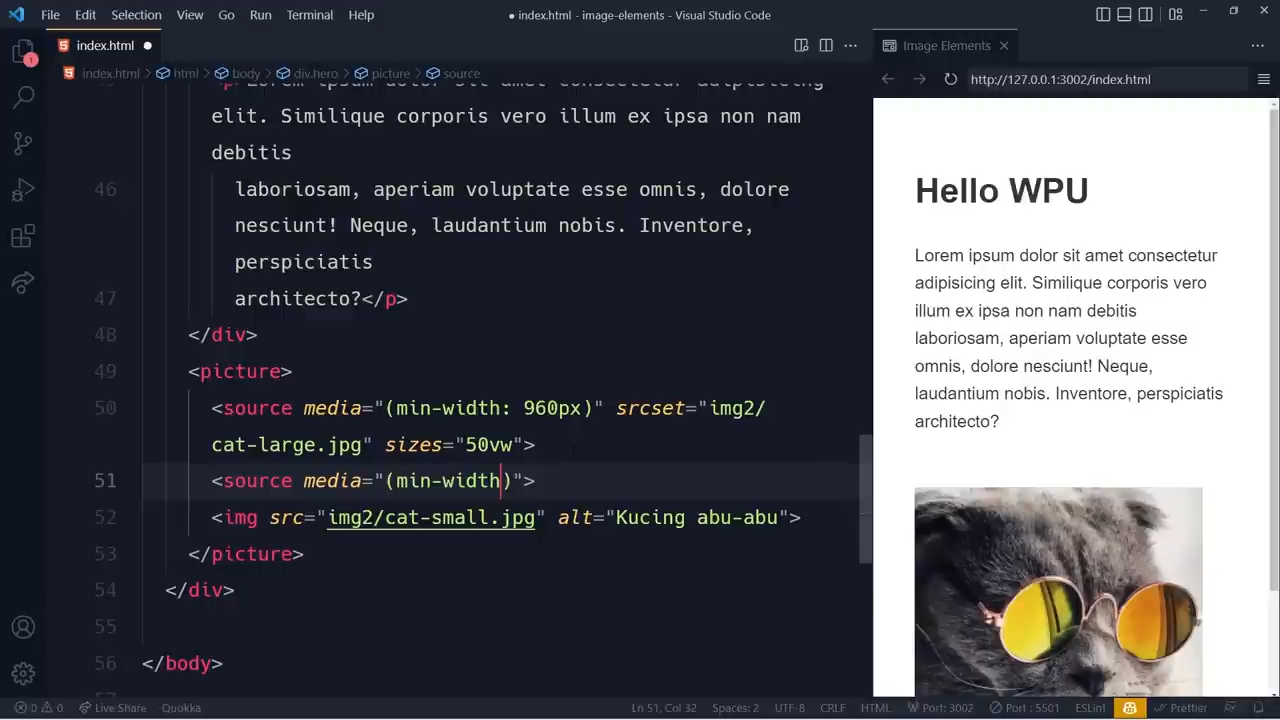 File Edit Selection View Go Run Terminal Help
● index.html - image-elements - Visual Studio Code
index.html ●
Image Elements ×
index.html > html > body > div.hero > picture > source
http://127.0.0.1:3002/index.html
elit. Similique corporis vero illum ex ipsa non nam
debitis
46 laboriosam, aperiam voluptate esse omnis, dolore
nesciunt! Neque, laudantium nobis. Inventore,
perspiciatis
47 architecto?</p>
48 </div>
49 <picture>
50 <source media="(min-width: 960px)" srcset="img2/
cat-large.jpg" sizes="50vw">
51 <source media="(min-width)">
52 <img src="img2/cat-small.jpg" alt="Kucing abu-abu">
53 </picture>
54 </div>
55
56 </body>
Hello WPU
Lorem ipsum dolor sit amet consectetur
adipisicing elit. Similique corporis vero
illum ex ipsa non nam debitis
laboriosam, aperiam voluptate esse
omnis, dolore nesciunt! Neque,
laudantium nobis. Inventore, perspiciatis
architecto?
0 0 Live Share Quokka Ln 51, Col 32 Spaces: 2 UTF-8 CRLF HTML Port: 3002 Port : 5501 ESLint Prettier